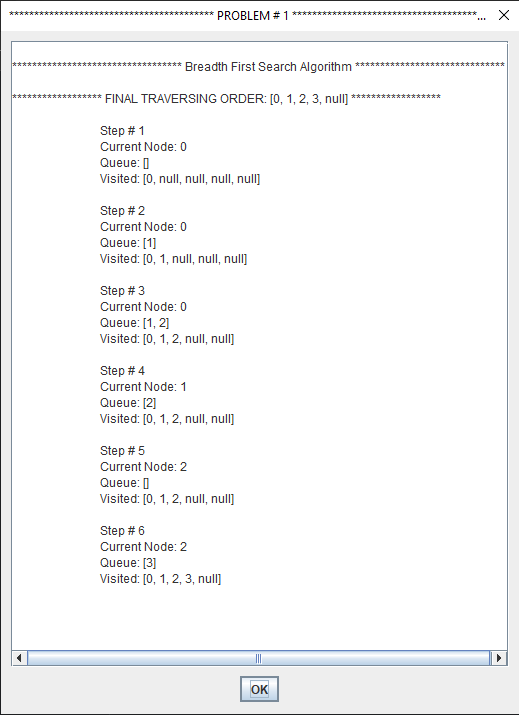 ***************************************** PROBLEM # 1 *************************************...
********************************** Breadth First Search Algorithm ******************************
****************** FINAL TRAVERSING ORDER: [0, 1, 2, 3, null] ******************
Step # 1
Current Node: 0
Queue: []
Visited: [0, null, null, null, null]
Step # 2
Current Node: 0
Queue: [1]
Visited: [0, 1, null, null, null]
Step # 3
Current Node: 0
Queue: [1, 2]
Visited: [0, 1, 2, null, null]
Step # 4
Current Node: 1
Queue: [2]
Visited: [0, 1, 2, null, null]
Step # 5
Current Node: 2
Queue: []
Visited: [0, 1, 2, null, null]
Step # 6
Current Node: 2
Queue: [3]
Visited: [0, 1, 2, 3, null]
OK